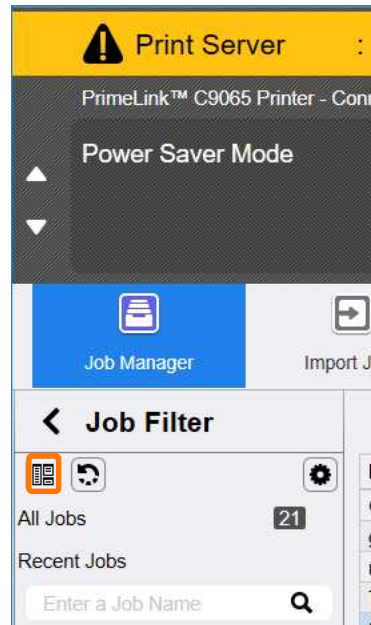 Print Server :
PrimeLink™ C9065 Printer - Con
Power Saver Mode
Job Manager
Import J
Job Filter
All Jobs 21
Recent Jobs
Enter a Job Name